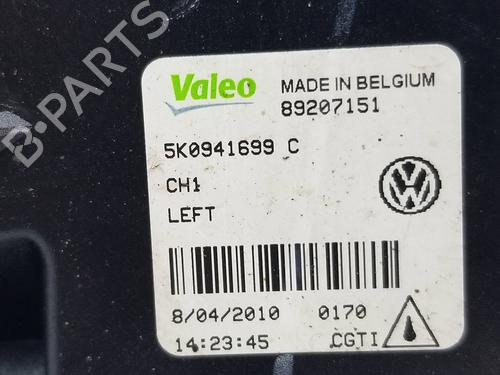 B-PARTS
Valeo MADE IN BELGIUM
89207151
5K0941699 C
CH1
LEFT
8/04/2010 0170
14:23:45 CGTI